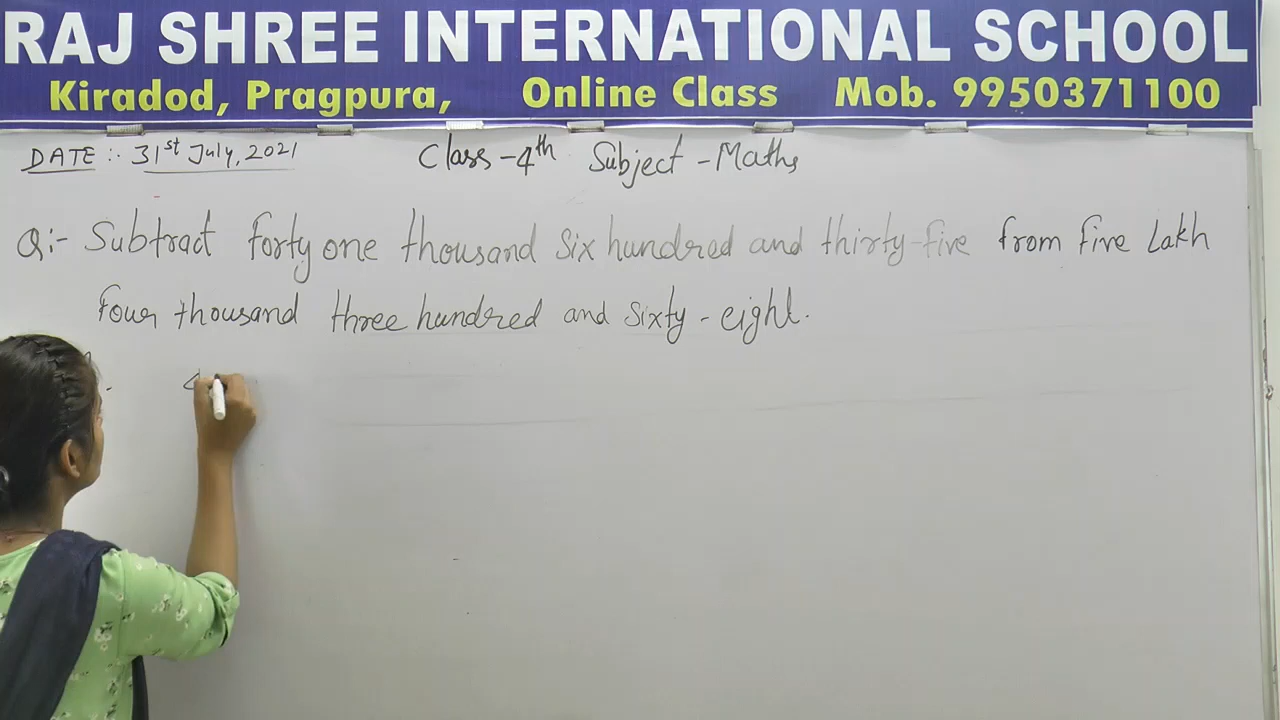 RAJ SHREE INTERNATIONAL SCHOOL
Kiradod, Pragpura, Online Class Mob. 9950371100
DATE :- 31st July, 2021 Class - 4th Subject - Maths
Q:- Subtract forty one thousand six hundred and thirty-five from five Lakh
four thousand three hundred and sixty-eight.
4